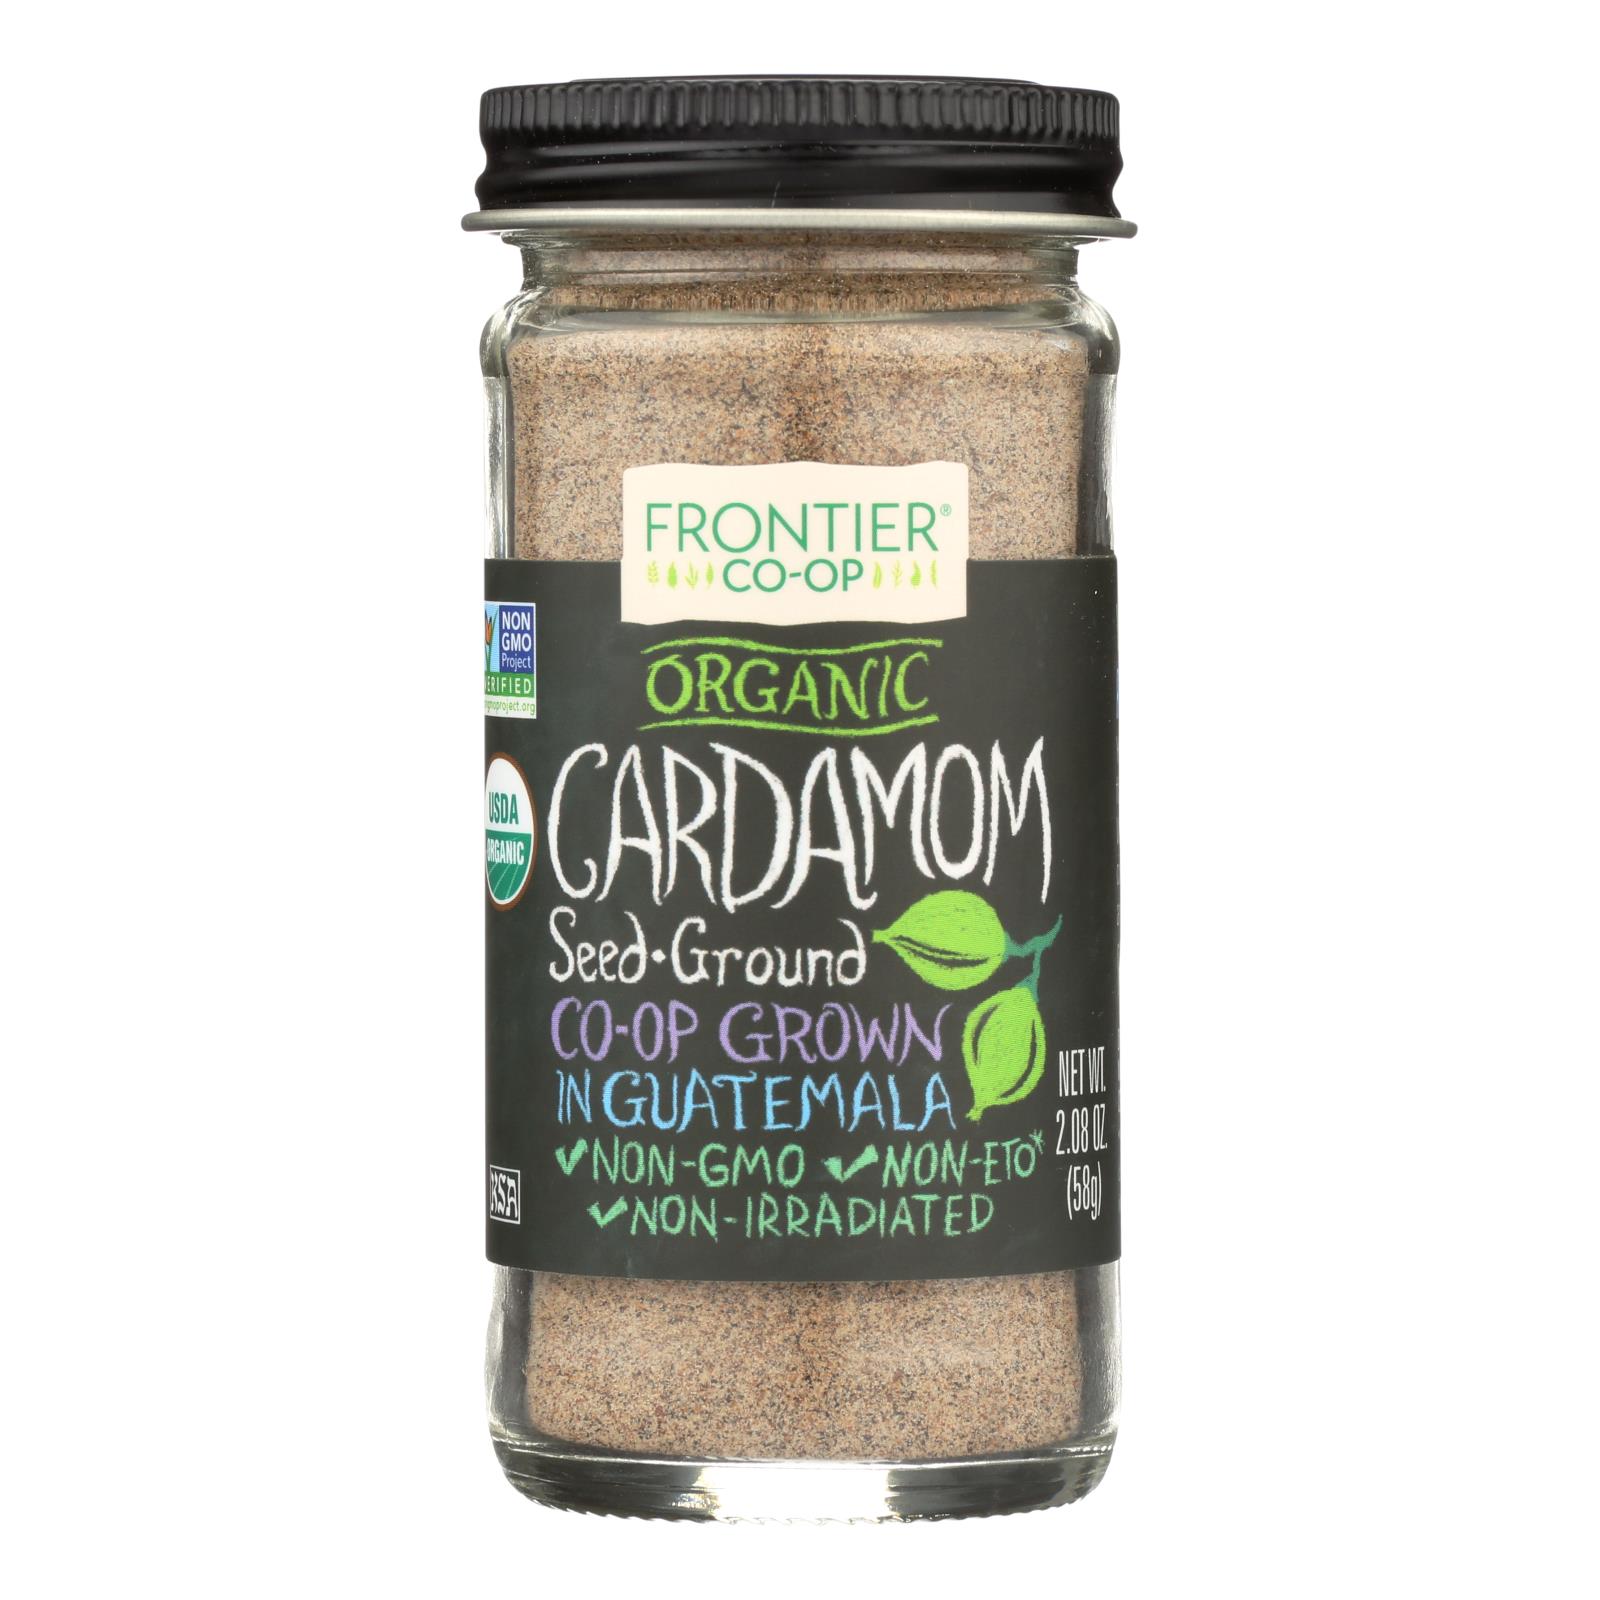 FRONTIER®
CO-OP
NON
GMO
Project
VERIFIED
ORGANIC
CARDAMOM
USDA
ORGANIC
Seed•Ground
CO-OP GROWN
IN GUATEMALA
✓NON-GMO ✓NON-ETO*
✓NON-IRRADIATED
NET WT.
2.08 OZ.
(58g)
KSA